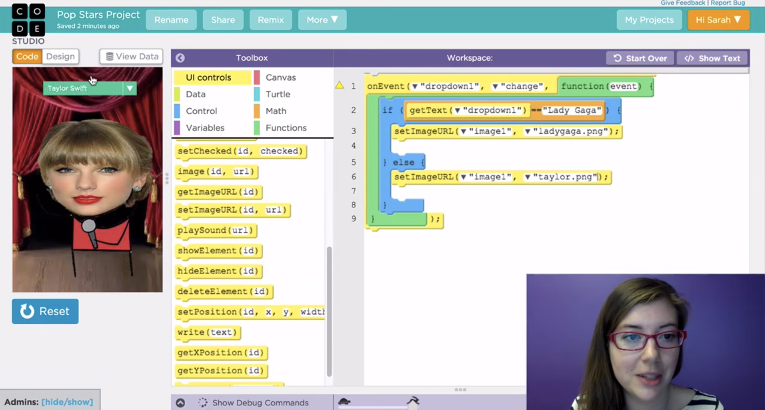 Give Feedback | Report Bug
C O
D E
STUDIO
Pop Stars Project
Saved 2 minutes ago
Rename
Share
Remix
More ▼
My Projects
Hi Sarah ▼
Code
Design
View Data
Taylor Swift ▼
Reset
Admins: [hide/show]
Toolbox
UI controls
Canvas
Data
Turtle
Control
Math
Variables
Functions
setChecked(id, checked)
image(id, url)
getImageURL(id)
setImageURL(id, url)
playSound(url)
showElement(id)
hideElement(id)
deleteElement(id)
setPosition(id, x, y, width
write(text)
getXPosition(id)
getYPosition(id)
Show Debug Commands
Workspace:
Start Over
</> Show Text
1 onEvent(▼"dropdown1", ▼"change", function(event) {
2 if (getText(▼"dropdown1")=="Lady Gaga") {
3 setImageURL(▼"image1", ▼"ladygaga.png");
4
5 } else {
6 setImageURL(▼"image1", ▼"taylor.png");
7
8 }
9 } );